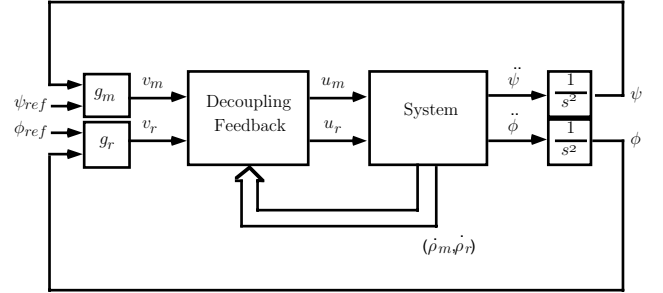 ψ_ref
ϕ_ref
g_m
g_r
v_m
v_r
Decoupling
Feedback
u_m
u_r
System
ψ̈
ϕ̈
1
s²
1
s²
ψ
ϕ
(ρ̇_m,ρ̇_r)